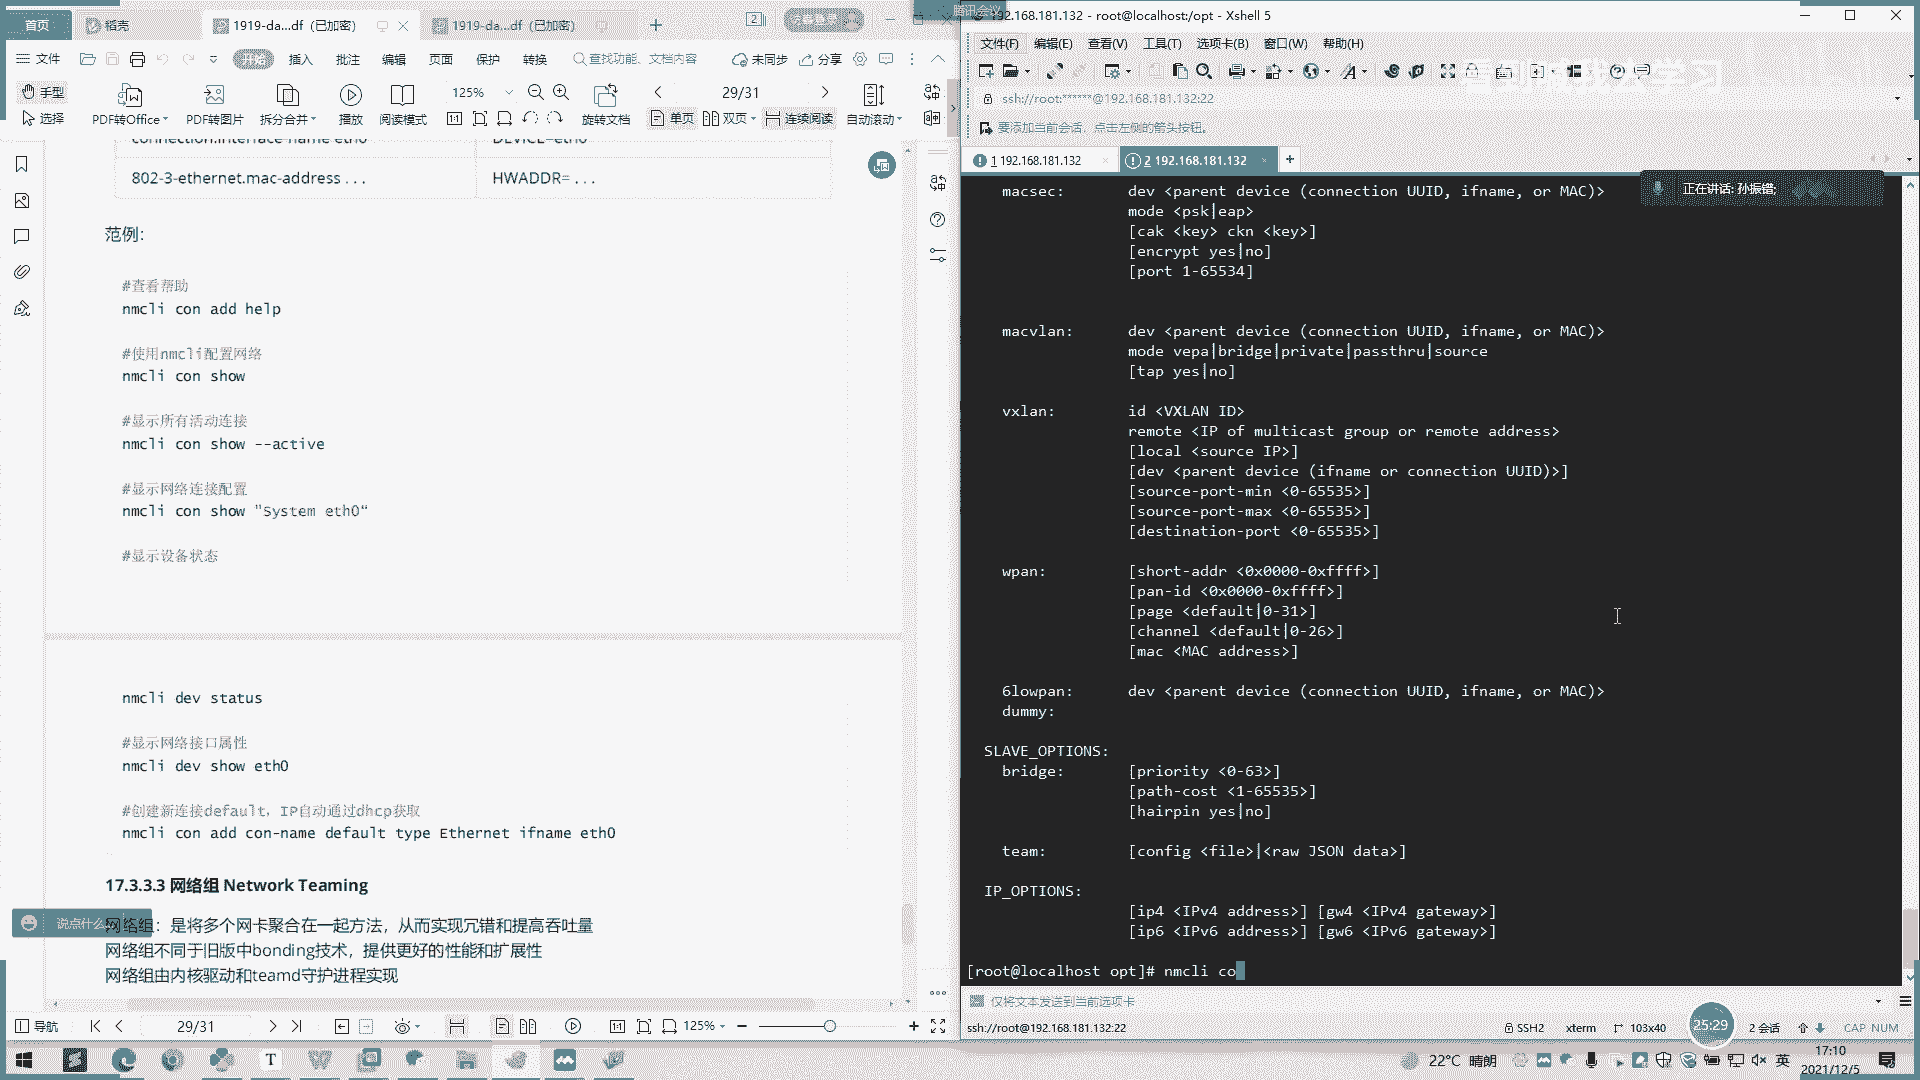 首页
稻壳
1919-da...df (已加密)
1919-da...df (已加密)
文件
开始
插入
批注
编辑
页面
保护
转换
查找功能、文档内容
未同步
分享
手型
选择
PDF转Office
PDF转图片
拆分合并
播放
阅读模式
125%
旋转文档
29/31
单页
双页
连续阅读
自动滚动
connection.interface-name eth0
DEVICE=eth0
802-3-ethernet.mac-address . . .
HWADDR= . . .
范例:
#查看帮助
nmcli con add help
#使用nmcli配置网络
nmcli con show
#显示所有活动连接
nmcli con show --active
#显示网络连接配置
nmcli con show "System eth0“
#显示设备状态
nmcli dev status
#显示网络接口属性
nmcli dev show eth0
#创建新连接default，IP自动通过dhcp获取
nmcli con add con-name default type Ethernet ifname eth0
17.3.3.3 网络组 Network Teaming
网络组：是将多个网卡聚合在一起方法，从而实现冗错和提高吞吐量
网络组不同于旧版中bonding技术，提供更好的性能和扩展性
网络组由内核驱动和teamd守护进程实现
说点什么...
导航
29/31
125%
腾讯会议
192.168.181.132 - root@localhost:/opt - Xshell 5
文件(F)
编辑(E)
查看(V)
工具(T)
选项卡(B)
窗口(W)
帮助(H)
ssh://root:******@192.168.181.132:22
要添加当前会话，点击左侧的箭头按钮。
1 192.168.181.132
2 192.168.181.132
正在讲话: 孙振锴;
macsec: dev <parent device (connection UUID, ifname, or MAC)>
mode <psk|eap>
[cak <key> ckn <key>]
[encrypt yes|no]
[port 1-65534]
macvlan: dev <parent device (connection UUID, ifname, or MAC)>
mode vepa|bridge|private|passthru|source
[tap yes|no]
vxlan: id <VXLAN ID>
remote <IP of multicast group or remote address>
[local <source IP>]
[dev <parent device (ifname or connection UUID)>]
[source-port-min <0-65535>]
[source-port-max <0-65535>]
[destination-port <0-65535>]
wpan: [short-addr <0x0000-0xffff>]
[pan-id <0x0000-0xffff>]
[page <default|0-31>]
[channel <default|0-26>]
[mac <MAC address>]
6lowpan: dev <parent device (connection UUID, ifname, or MAC)>
dummy:
SLAVE_OPTIONS:
bridge: [priority <0-63>]
[path-cost <1-65535>]
[hairpin yes|no]
team: [config <file>|<raw JSON data>]
IP_OPTIONS:
[ip4 <IPv4 address>] [gw4 <IPv4 gateway>]
[ip6 <IPv6 address>] [gw6 <IPv6 gateway>]
[root@localhost opt]# nmcli co
仅将文本发送到当前选项卡
ssh://root@192.168.181.132:22
SSH2
xterm
103x40
25:29
2 会话
CAP NUM
22°C 晴朗
英
17:10
2021/12/5